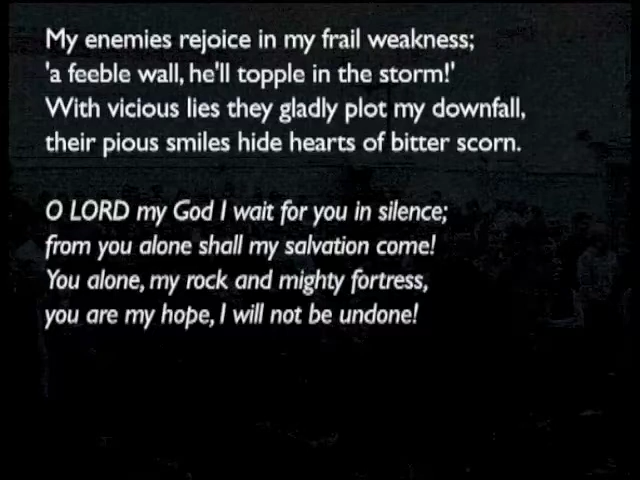 My enemies rejoice in my frail weakness;
'a feeble wall, he'll topple in the storm!'
With vicious lies they gladly plot my downfall,
their pious smiles hide hearts of bitter scorn.
O LORD my God I wait for you in silence;
from you alone shall my salvation come!
You alone, my rock and mighty fortress,
you are my hope, I will not be undone!